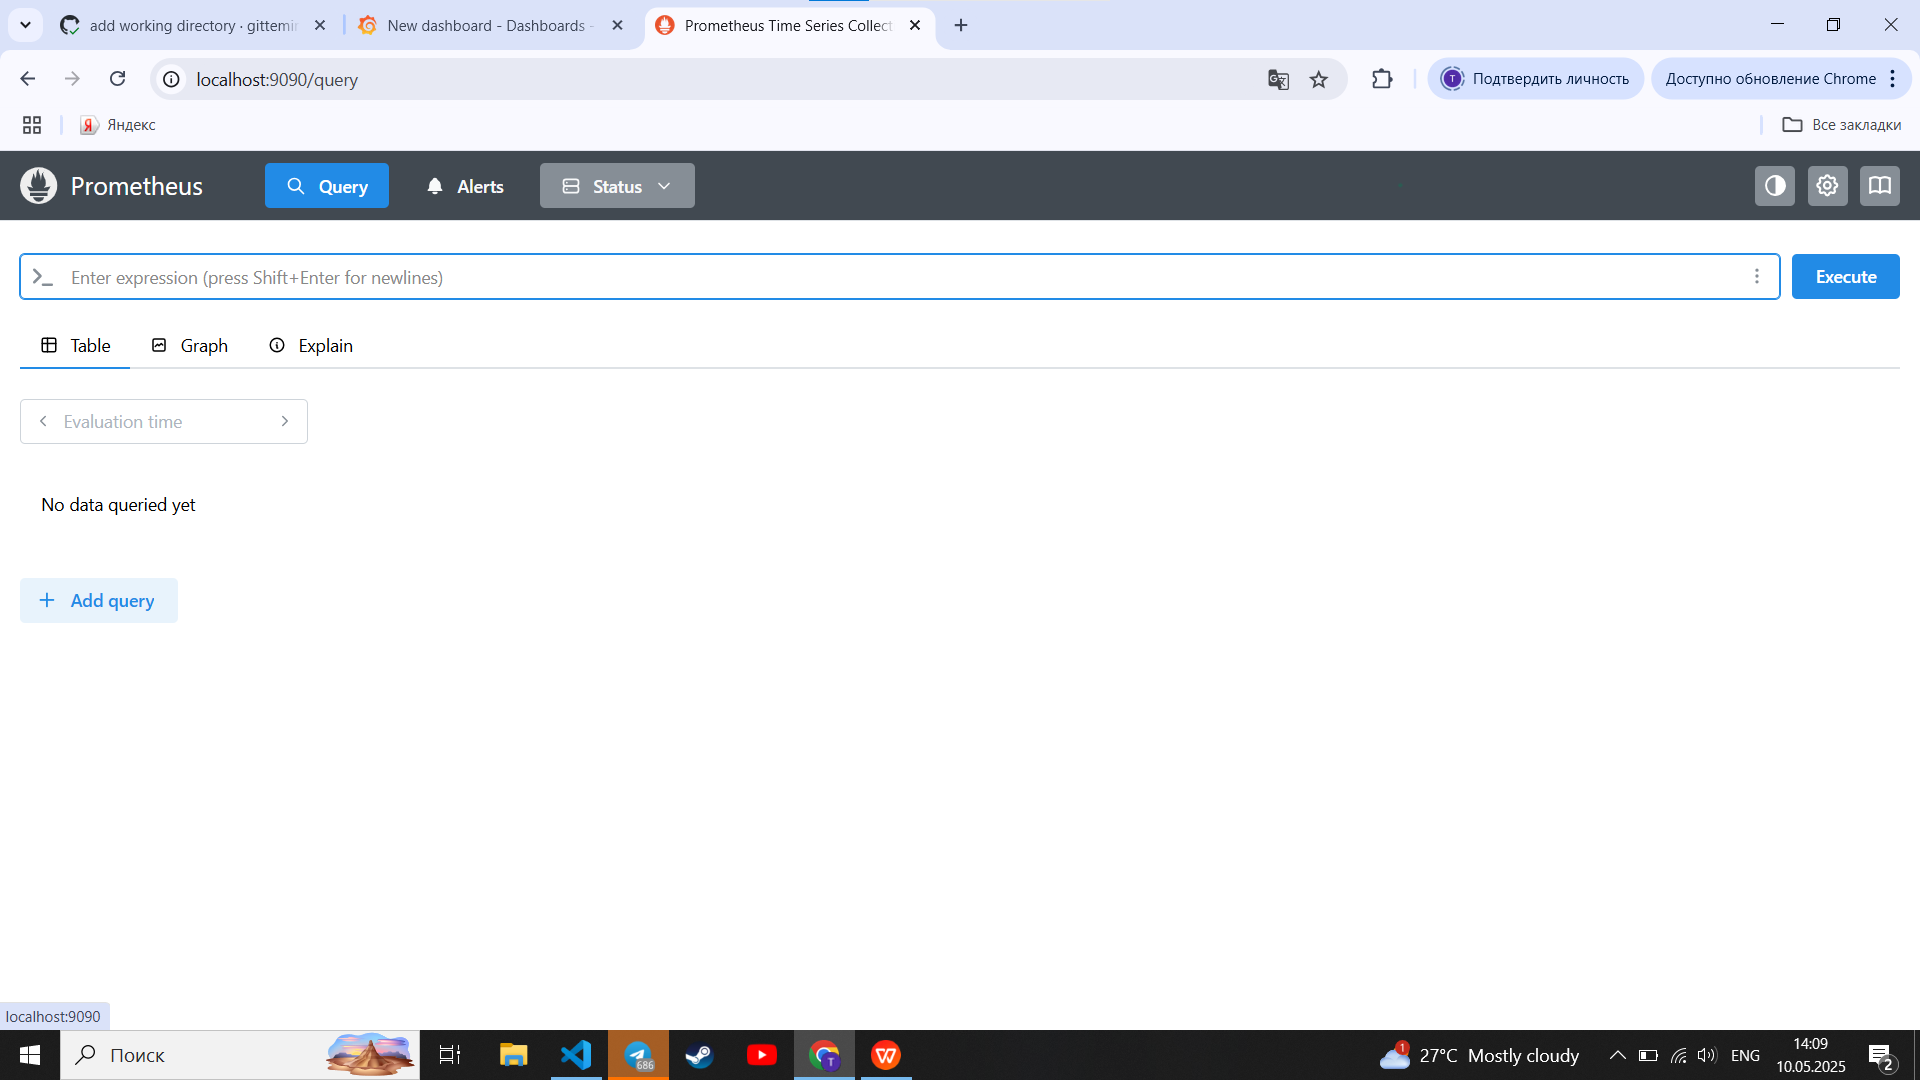 add working directory · gittemir
New dashboard - Dashboards -
Prometheus Time Series Collect
localhost:9090/query
Подтвердить личность
Доступно обновление Chrome
Яндекс
Все закладки
Prometheus
Query
Alerts
Status
Enter expression (press Shift+Enter for newlines)
Execute
Table
Graph
Explain
Evaluation time
No data queried yet
Add query
localhost:9090
Поиск
686
T
1
27°C Mostly cloudy
ENG
14:09
10.05.2025
2